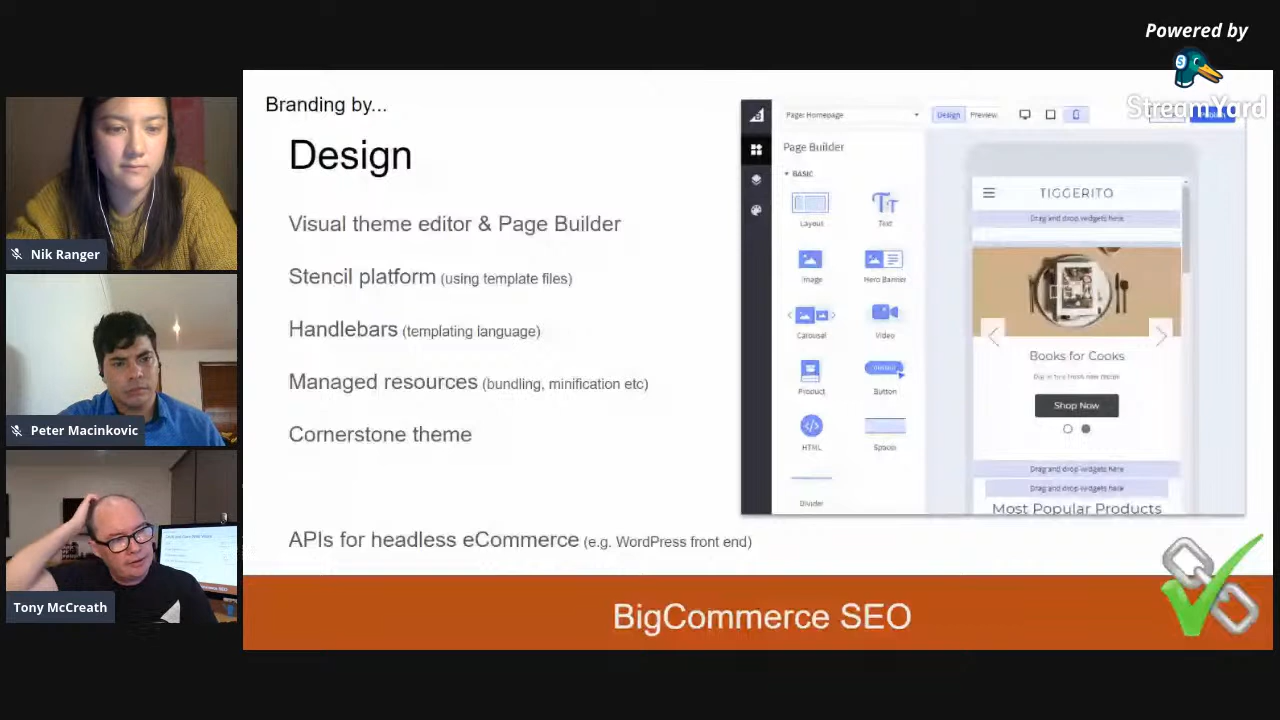 Powered by
StreamYard
Nik Ranger
Peter Macinkovic
Tony McCreath
Branding by...
Design
Visual theme editor & Page Builder
Stencil platform (using template files)
Handlebars (templating language)
Managed resources (bundling, minification etc)
Cornerstone theme
APIs for headless eCommerce (e.g. WordPress front end)
Page: Homepage
Design Preview
Page Builder
BASIC
Layout Text
Image Hero Banner
Carousel Video
Product Button
HTML Spacer
Divider
TIGGERITO
Drag and drop widgets here
Books for Cooks
Shop Now
Drag and drop widgets here
Drag and drop widgets here
Most Popular Products
BigCommerce SEO